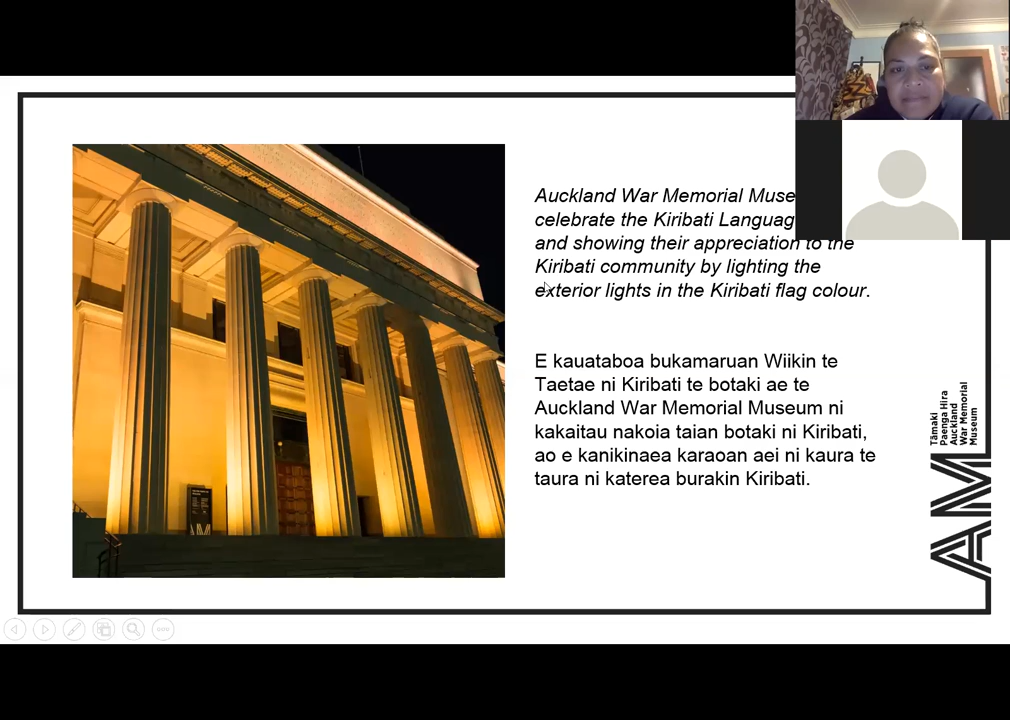 Auckland War Memorial
celebrate the Kiribati
and showing their appreciation to the
Kiribati community by lighting the
exterior lights in the Kiribati flag colour.
E kauataboa bukamaruan Wiikin te
Taetae ni Kiribati te botaki ae te
Auckland War Memorial Museum ni
kakaitau nakoia taian botaki ni Kiribati,
ao e kanikinaea karaoan aei ni kaura te
taura ni katerea burakin Kiribati.
Tāmaki
Paenga Hira
Auckland
War Memorial
Museum
AM